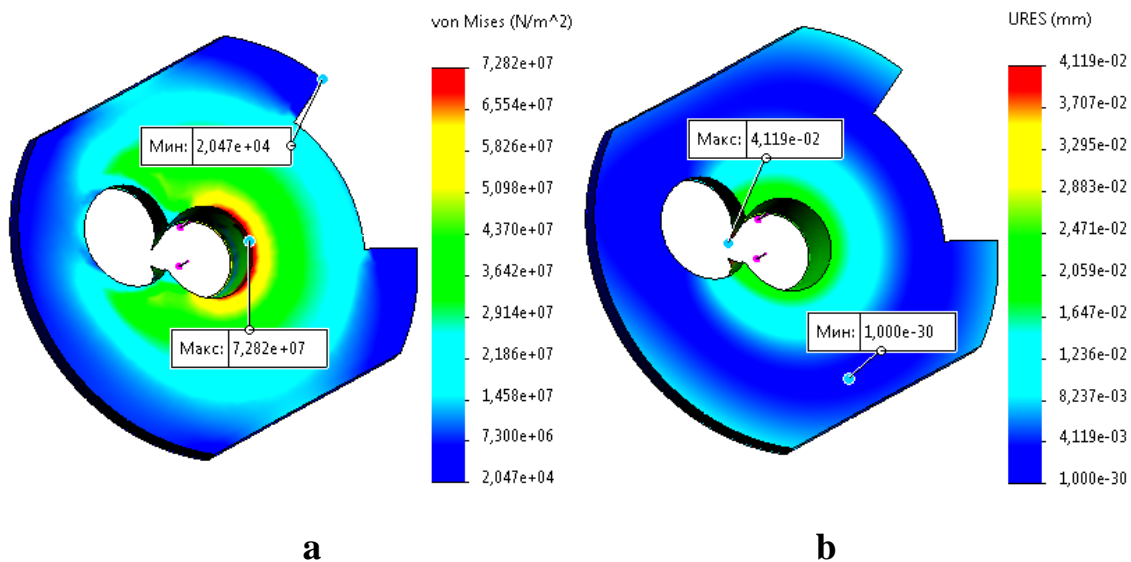 von Mises (N/m^2)
7,282e+07
6,554e+07
5,826e+07
5,098e+07
4,370e+07
3,642e+07
2,914e+07
2,186e+07
1,458e+07
7,300e+06
2,047e+04
Мин: 2,047e+04
Макс: 7,282e+07
a
URES (mm)
4,119e-02
3,707e-02
3,295e-02
2,883e-02
2,471e-02
2,059e-02
1,647e-02
1,236e-02
8,237e-03
4,119e-03
1,000e-30
Макс: 4,119e-02
Мин: 1,000e-30
b